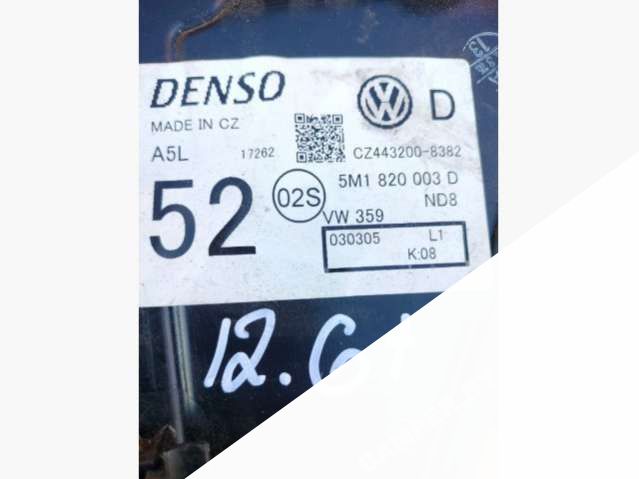 DENSO
D
MADE IN CZ
A5L
17262
CZ443200-8382
52
02S
5M1 820 003 D
ND8
VW 359
030305 L1
K:08
12.